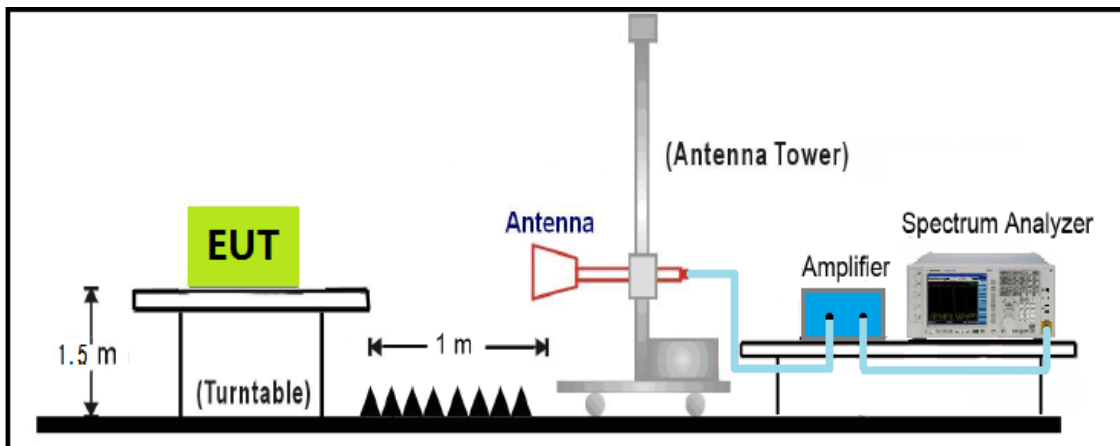 (Antenna Tower)
Antenna
Spectrum Analyzer
EUT
Amplifier
1.5 m
1 m
(Turntable)